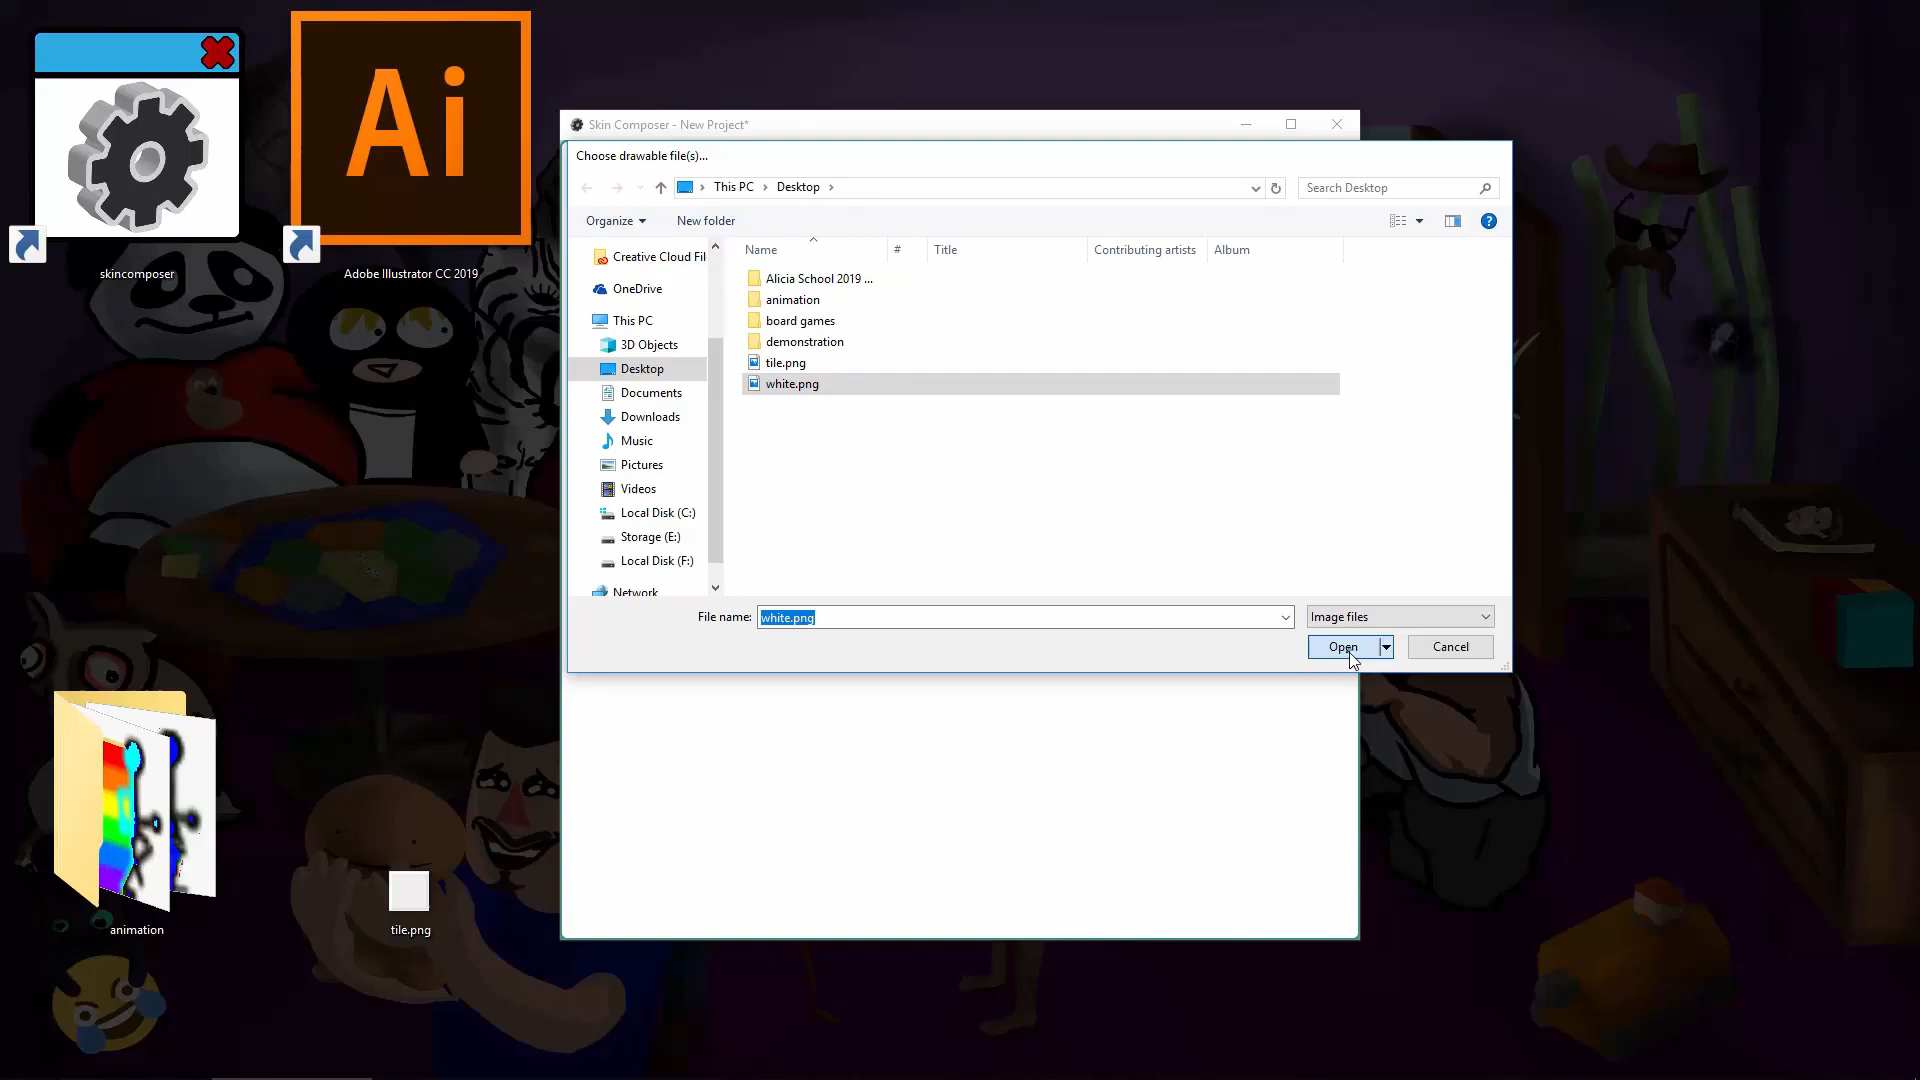 Ai
skincomposer
Adobe Illustrator CC 2019
Skin Composer - New Project*
Choose drawable file(s)...
This PC
Desktop
Search Desktop
Organize
New folder
?
Name
#
Title
Contributing artists
Album
Creative Cloud Fil
OneDrive
This PC
3D Objects
Desktop
Documents
Downloads
Music
Pictures
Videos
Local Disk (C:)
Storage (E:)
Local Disk (F:)
Network
Alicia School 2019 ...
animation
board games
demonstration
tile.png
white.png
File name:
white.png
Image files
Open
Cancel
animation
tile.png